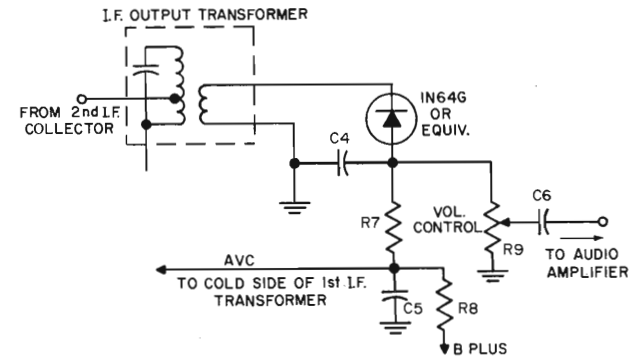 I.F. OUTPUT TRANSFORMER
FROM 2nd I.F.
COLLECTOR
IN64G
OR
EQUIV.
C4
R7
VOL.
CONTROL
R9
C6
TO AUDIO
AMPLIFIER
AVC
TO COLD SIDE OF 1st I.F.
TRANSFORMER
C5
R8
B PLUS